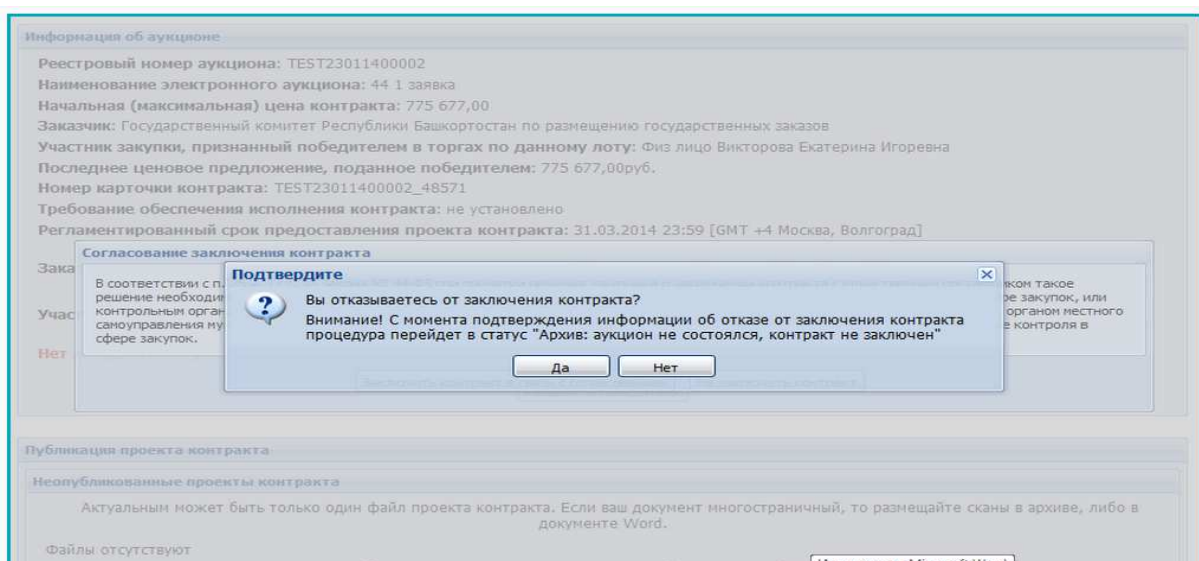 Информация об аукционе
Реестровый номер аукциона: TEST23011400002
Наименование электронного аукциона: 44 1 заявка
Начальная (максимальная) цена контракта: 775 677,00
Заказчик: Государственный комитет Республики Башкортостан по размещению государственных заказов
Участник закупки, признанный победителем в торгах по данному лоту: Физ лицо Викторова Екатерина Игоревна
Последнее ценовое предложение, поданное победителем: 775 677,00руб.
Номер карточки контракта: TEST23011400002_48571
Требование обеспечения исполнения контракта: не установлено
Регламентированный срок предоставления проекта контракта: 31.03.2014 23:59 [GMT +4 Москва, Волгоград]
Согласование заключения контракта
Зака
В соответствии с п. такое
решение закупок, или
контрольным органом местного
Учас
самоуправления контроля в
сфере закупок.
Нет
Подтвердите
Вы отказываетесь от заключения контракта?
Внимание! С момента подтверждения информации об отказе от заключения контракта
процедура перейдет в статус "Архив: аукцион не состоялся, контракт не заключен"
Да Нет
Публикация проекта контракта
Неопубликованные проекты контракта
Актуальным может быть только один файл проекта контракта. Если ваш документ многостраничный, то размещайте сканы в архиве, либо в
документе Word.
Файлы отсутствуют